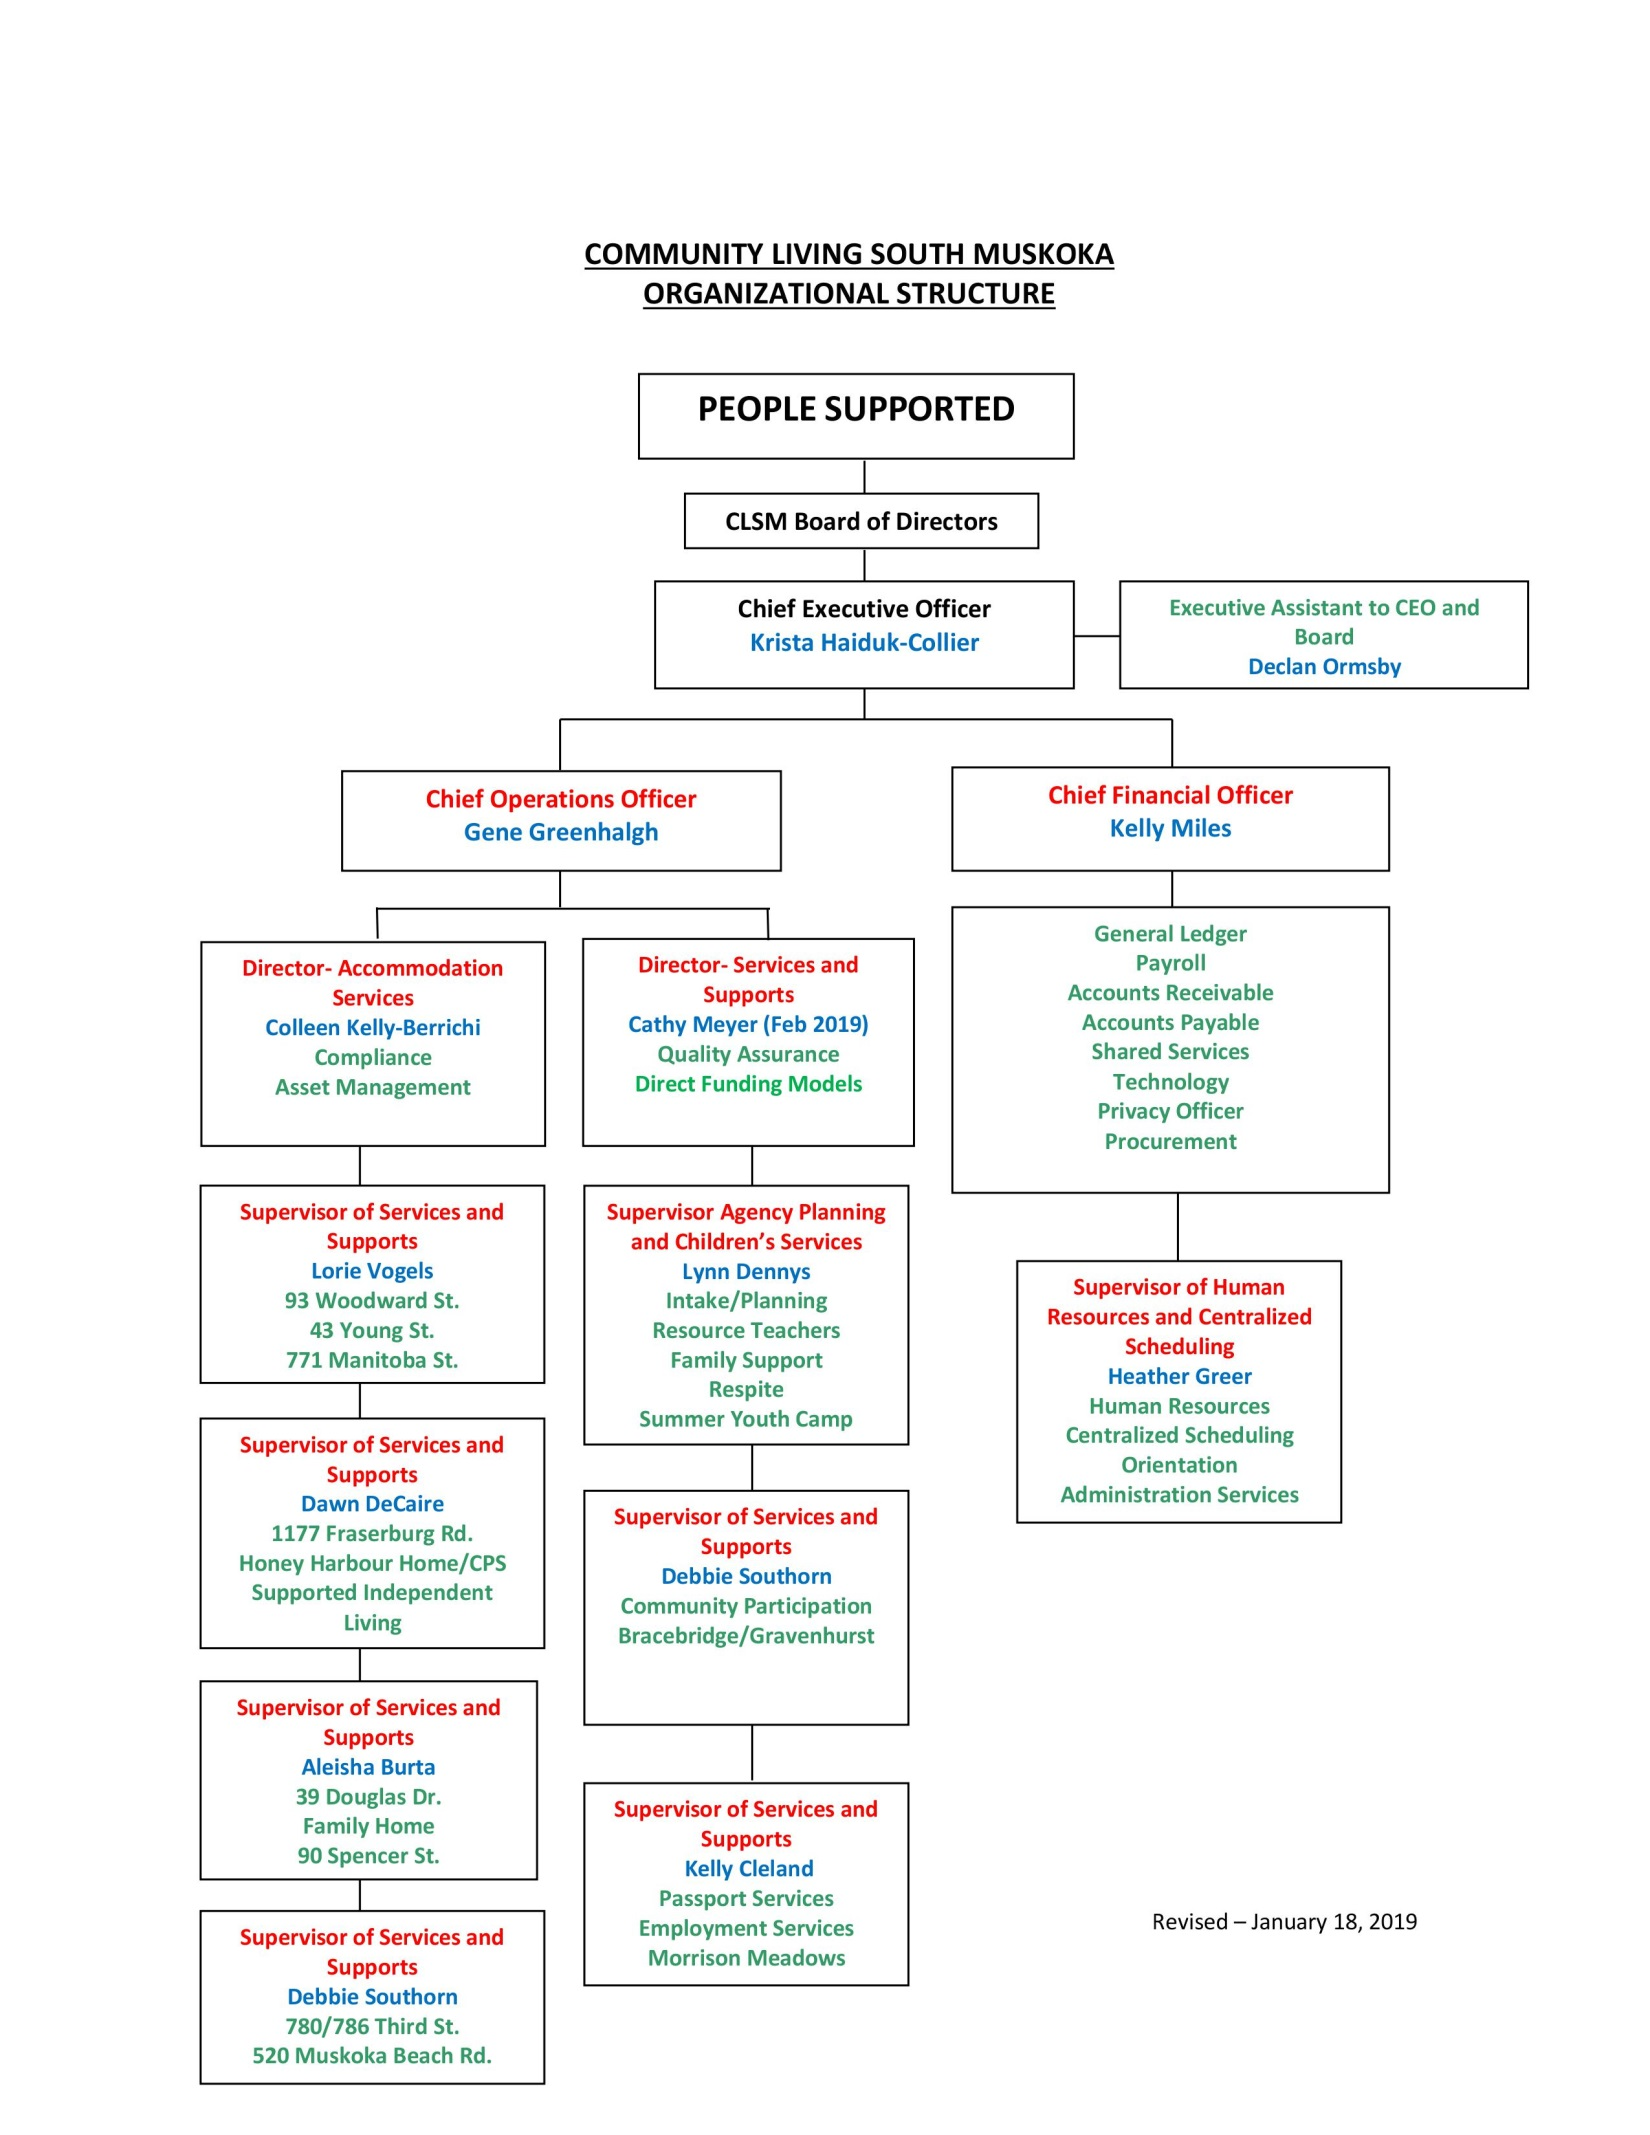 COMMUNITY LIVING SOUTH MUSKOKA
ORGANIZATIONAL STRUCTURE
PEOPLE SUPPORTED
CLSM Board of Directors
Chief Executive Officer
Krista Haiduk-Collier
Executive Assistant to CEO and
Board
Declan Ormsby
Chief Operations Officer
Gene Greenhalgh
Chief Financial Officer
Kelly Miles
Director- Accommodation
Services
Colleen Kelly-Berrichi
Compliance
Asset Management
Director- Services and
Supports
Cathy Meyer (Feb 2019)
Quality Assurance
Direct Funding Models
General Ledger
Payroll
Accounts Receivable
Accounts Payable
Shared Services
Technology
Privacy Officer
Procurement
Supervisor of Services and
Supports
Lorie Vogels
93 Woodward St.
43 Young St.
771 Manitoba St.
Supervisor Agency Planning
and Children’s Services
Lynn Dennys
Intake/Planning
Resource Teachers
Family Support
Respite
Summer Youth Camp
Supervisor of Human
Resources and Centralized
Scheduling
Heather Greer
Human Resources
Centralized Scheduling
Orientation
Administration Services
Supervisor of Services and
Supports
Dawn DeCaire
1177 Fraserburg Rd.
Honey Harbour Home/CPS
Supported Independent
Living
Supervisor of Services and
Supports
Debbie Southorn
Community Participation
Bracebridge/Gravenhurst
Supervisor of Services and
Supports
Aleisha Burta
39 Douglas Dr.
Family Home
90 Spencer St.
Supervisor of Services and
Supports
Kelly Cleland
Passport Services
Employment Services
Morrison Meadows
Supervisor of Services and
Supports
Debbie Southorn
780/786 Third St.
520 Muskoka Beach Rd.
Revised – January 18, 2019